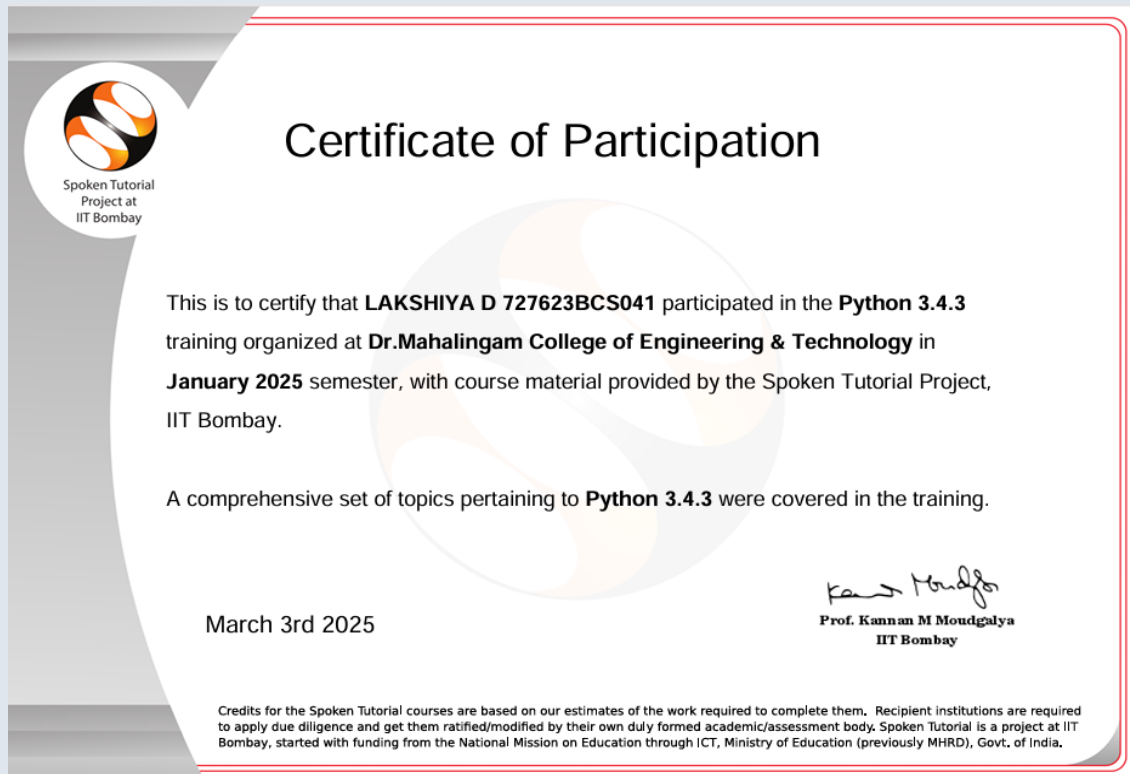 Spoken Tutorial
Project at
IIT Bombay
Certificate of Participation
This is to certify that LAKSHIYA D 727623BCS041 participated in the Python 3.4.3
training organized at Dr.Mahalingam College of Engineering & Technology in
January 2025 semester, with course material provided by the Spoken Tutorial Project,
IIT Bombay.
A comprehensive set of topics pertaining to Python 3.4.3 were covered in the training.
March 3rd 2025
Prof. Kannan M Moudgalya
IIT Bombay
Credits for the Spoken Tutorial courses are based on our estimates of the work required to complete them. Recipient institutions are required
to apply due diligence and get them ratified/modified by their own duly formed academic/assessment body. Spoken Tutorial is a project at IIT
Bombay, started with funding from the National Mission on Education through ICT, Ministry of Education (previously MHRD), Govt. of India.